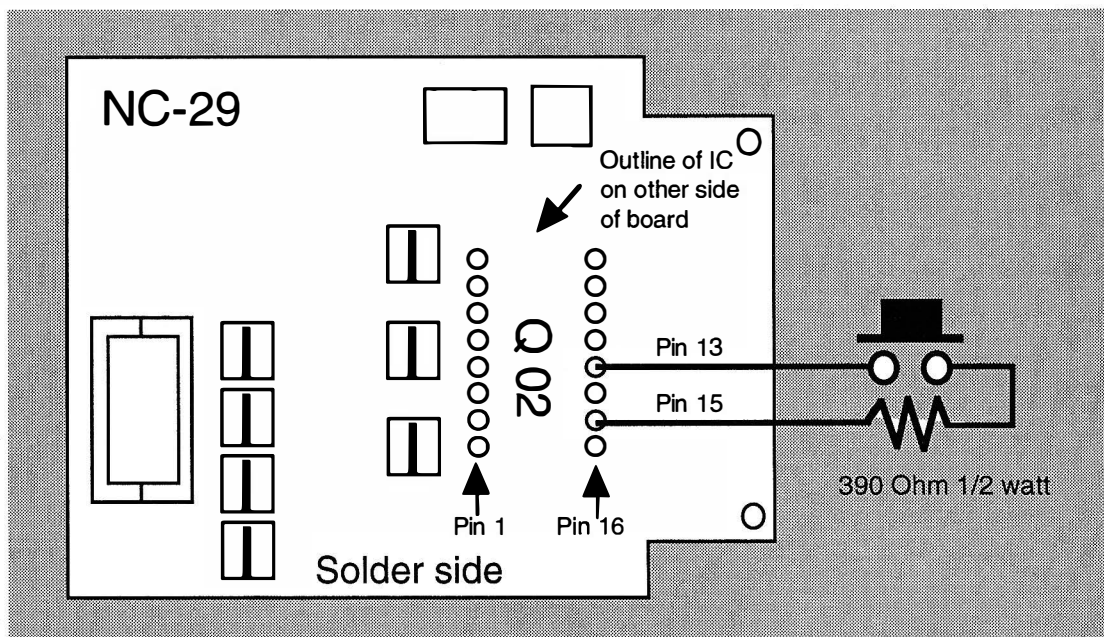 NC-29
Outline of IC
on other side
of board
Q 02
Pin 13
Pin 15
390 Ohm 1/2 watt
Pin 1
Pin 16
Solder side